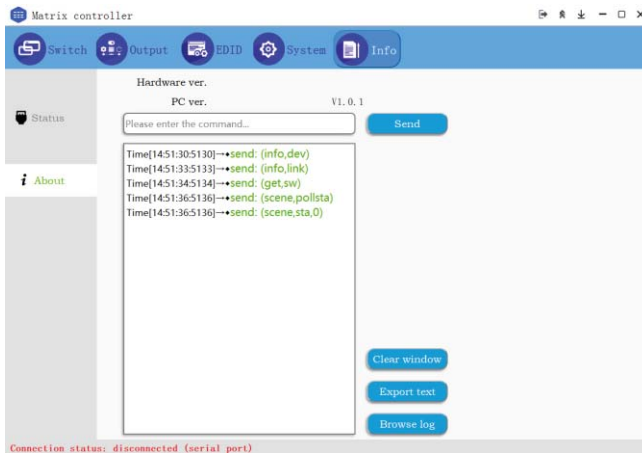 Matrix controller
Switch Output EDID System Info
Hardware ver.
PC ver. V1.0.1
Status
Please enter the command... Send
Time[14:51:30:5130]→◆send: (info,dev)
Time[14:51:33:5133]→◆send: (info,link)
About Time[14:51:34:5134]→◆send: (get,sw)
Time[14:51:36:5136]→◆send: (scene,pollsta)
Time[14:51:36:5136]→◆send: (scene,sta,0)
Clear window
Export text
Browse log
Connection status: disconnected (serial port)